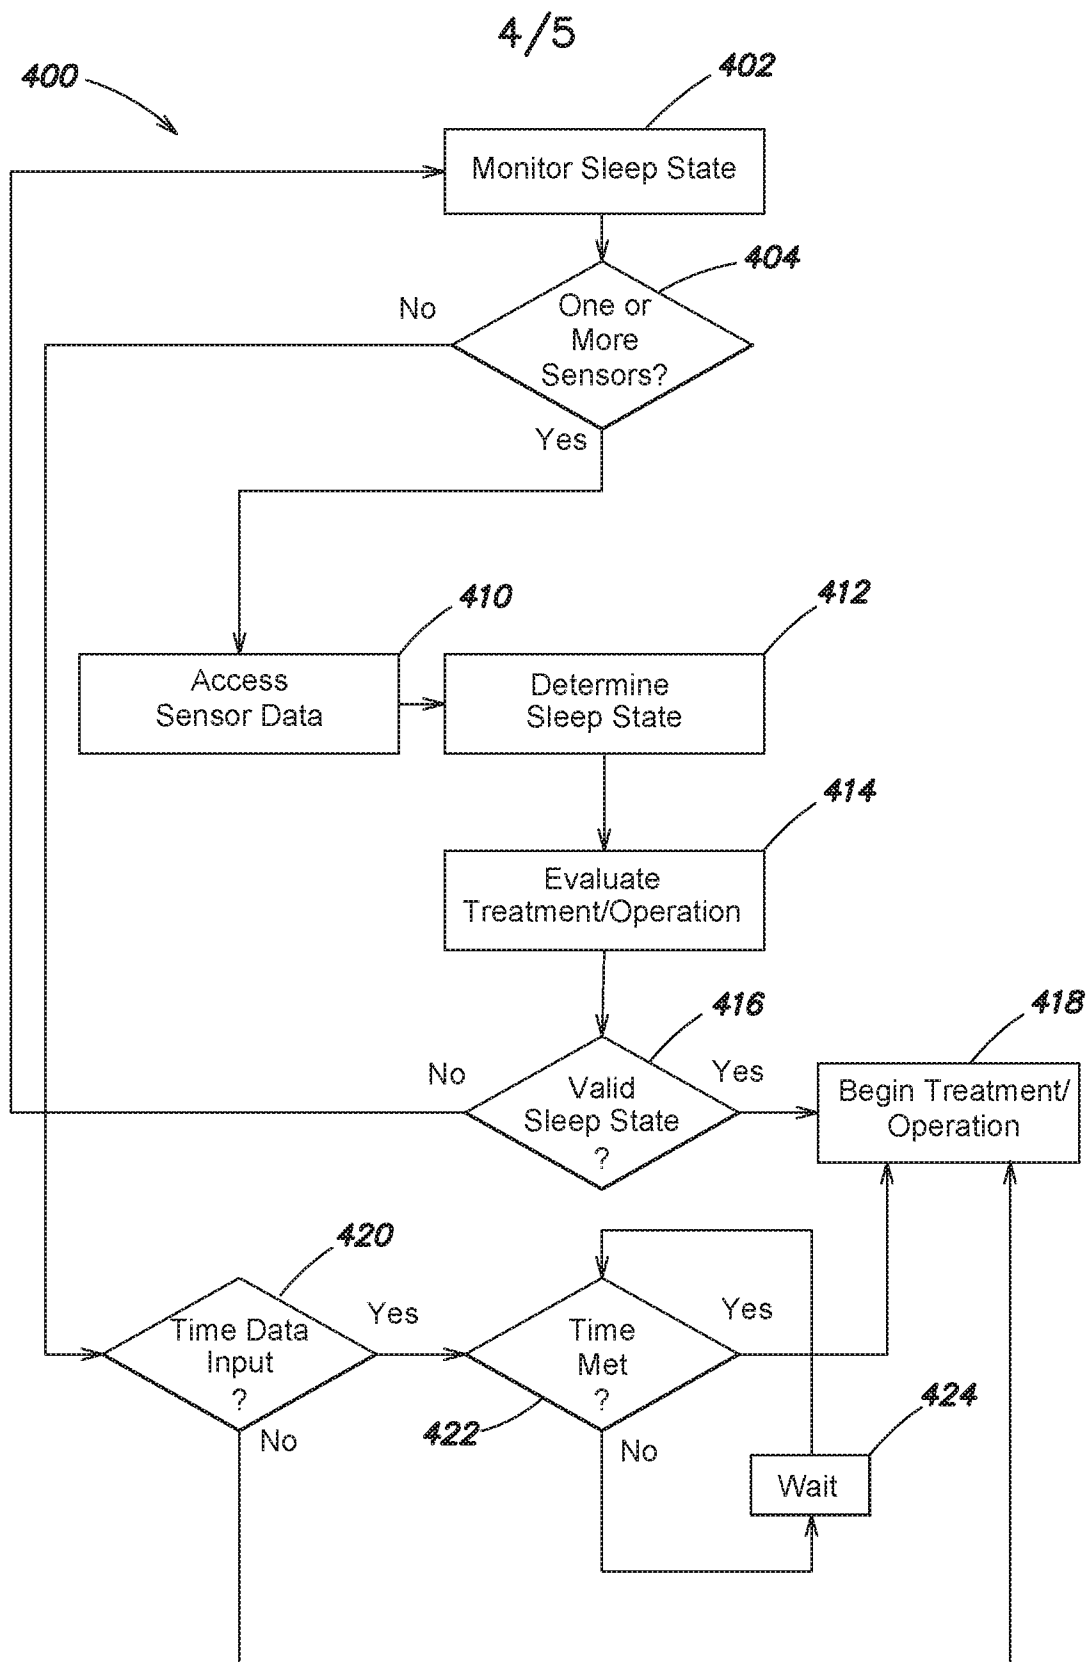 4/5
400
402
Monitor Sleep State
404
No
One or
More
Sensors?
Yes
410
412
Access
Sensor Data
Determine
Sleep State
414
Evaluate
Treatment/Operation
416
418
No
Yes
Valid
Sleep State
?
Begin Treatment/
Operation
420
Yes
Yes
Time Data
Input
?
Time
Met
?
422
424
No
No
Wait